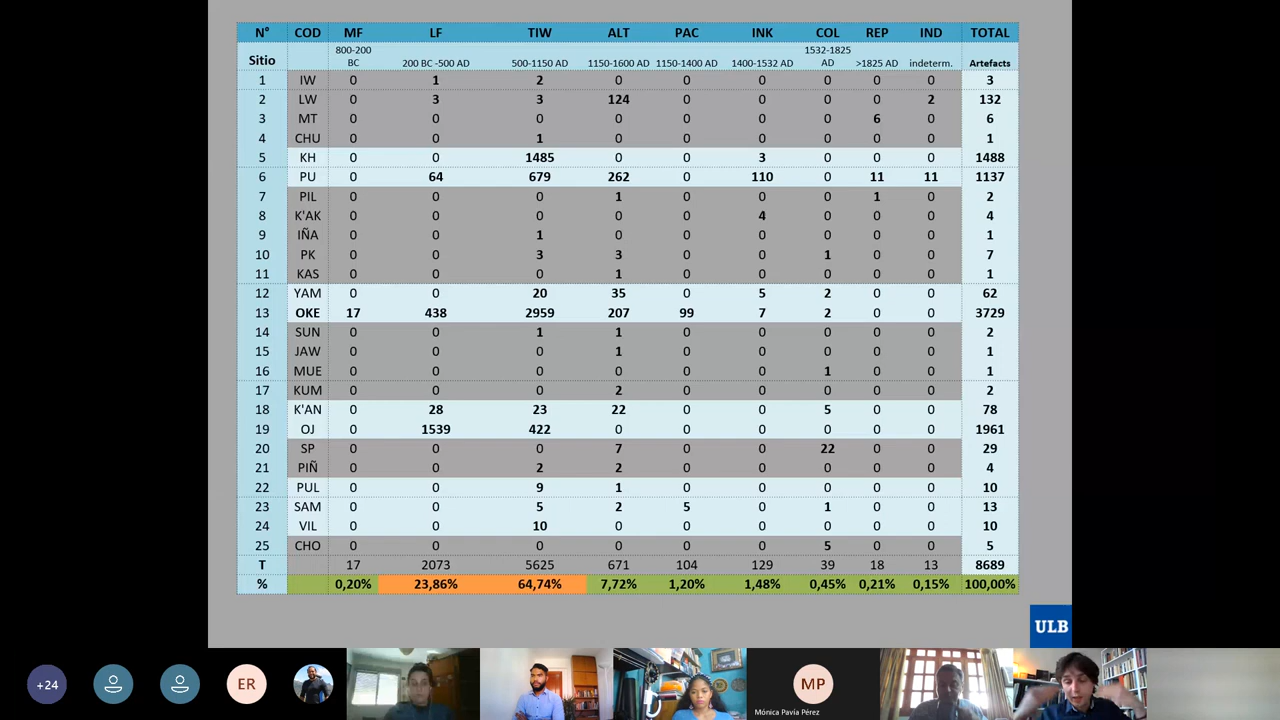 N° COD MF LF TIW ALT PAC INK COL REP IND TOTAL
Sitio 800-200 BC 200 BC -500 AD 500-1150 AD 1150-1600 AD 1150-1400 AD 1400-1532 AD 1532-1825 AD >1825 AD indeterm. Artefacts
1 IW 0 1 2 0 0 0 0 0 0 3
2 LW 0 3 3 124 0 0 0 0 2 132
3 MT 0 0 0 0 0 0 0 6 0 6
4 CHU 0 0 1 0 0 0 0 0 0 1
5 KH 0 0 1485 0 0 3 0 0 0 1488
6 PU 0 64 679 262 0 110 0 11 11 1137
7 PIL 0 0 0 1 0 0 0 1 0 2
8 K'AK 0 0 0 0 0 4 0 0 0 4
9 IÑA 0 0 1 0 0 0 0 0 0 1
10 PK 0 0 3 3 0 0 1 0 0 7
11 KAS 0 0 0 1 0 0 0 0 0 1
12 YAM 0 0 20 35 0 5 2 0 0 62
13 OKE 17 438 2959 207 99 7 2 0 0 3729
14 SUN 0 0 1 1 0 0 0 0 0 2
15 JAW 0 0 0 1 0 0 0 0 0 1
16 MUE 0 0 0 0 0 0 1 0 0 1
17 KUM 0 0 0 2 0 0 0 0 0 2
18 K'AN 0 28 23 22 0 0 5 0 0 78
19 OJ 0 1539 422 0 0 0 0 0 0 1961
20 SP 0 0 0 7 0 0 22 0 0 29
21 PIÑ 0 0 2 2 0 0 0 0 0 4
22 PUL 0 0 9 1 0 0 0 0 0 10
23 SAM 0 0 5 2 5 0 1 0 0 13
24 VIL 0 0 10 0 0 0 0 0 0 10
25 CHO 0 0 0 0 0 0 5 0 0 5
T 17 2073 5625 671 104 129 39 18 13 8689
% 0,20% 23,86% 64,74% 7,72% 1,20% 1,48% 0,45% 0,21% 0,15% 100,00%
ULB
+24 ER MP
Mónica Pavía Pérez